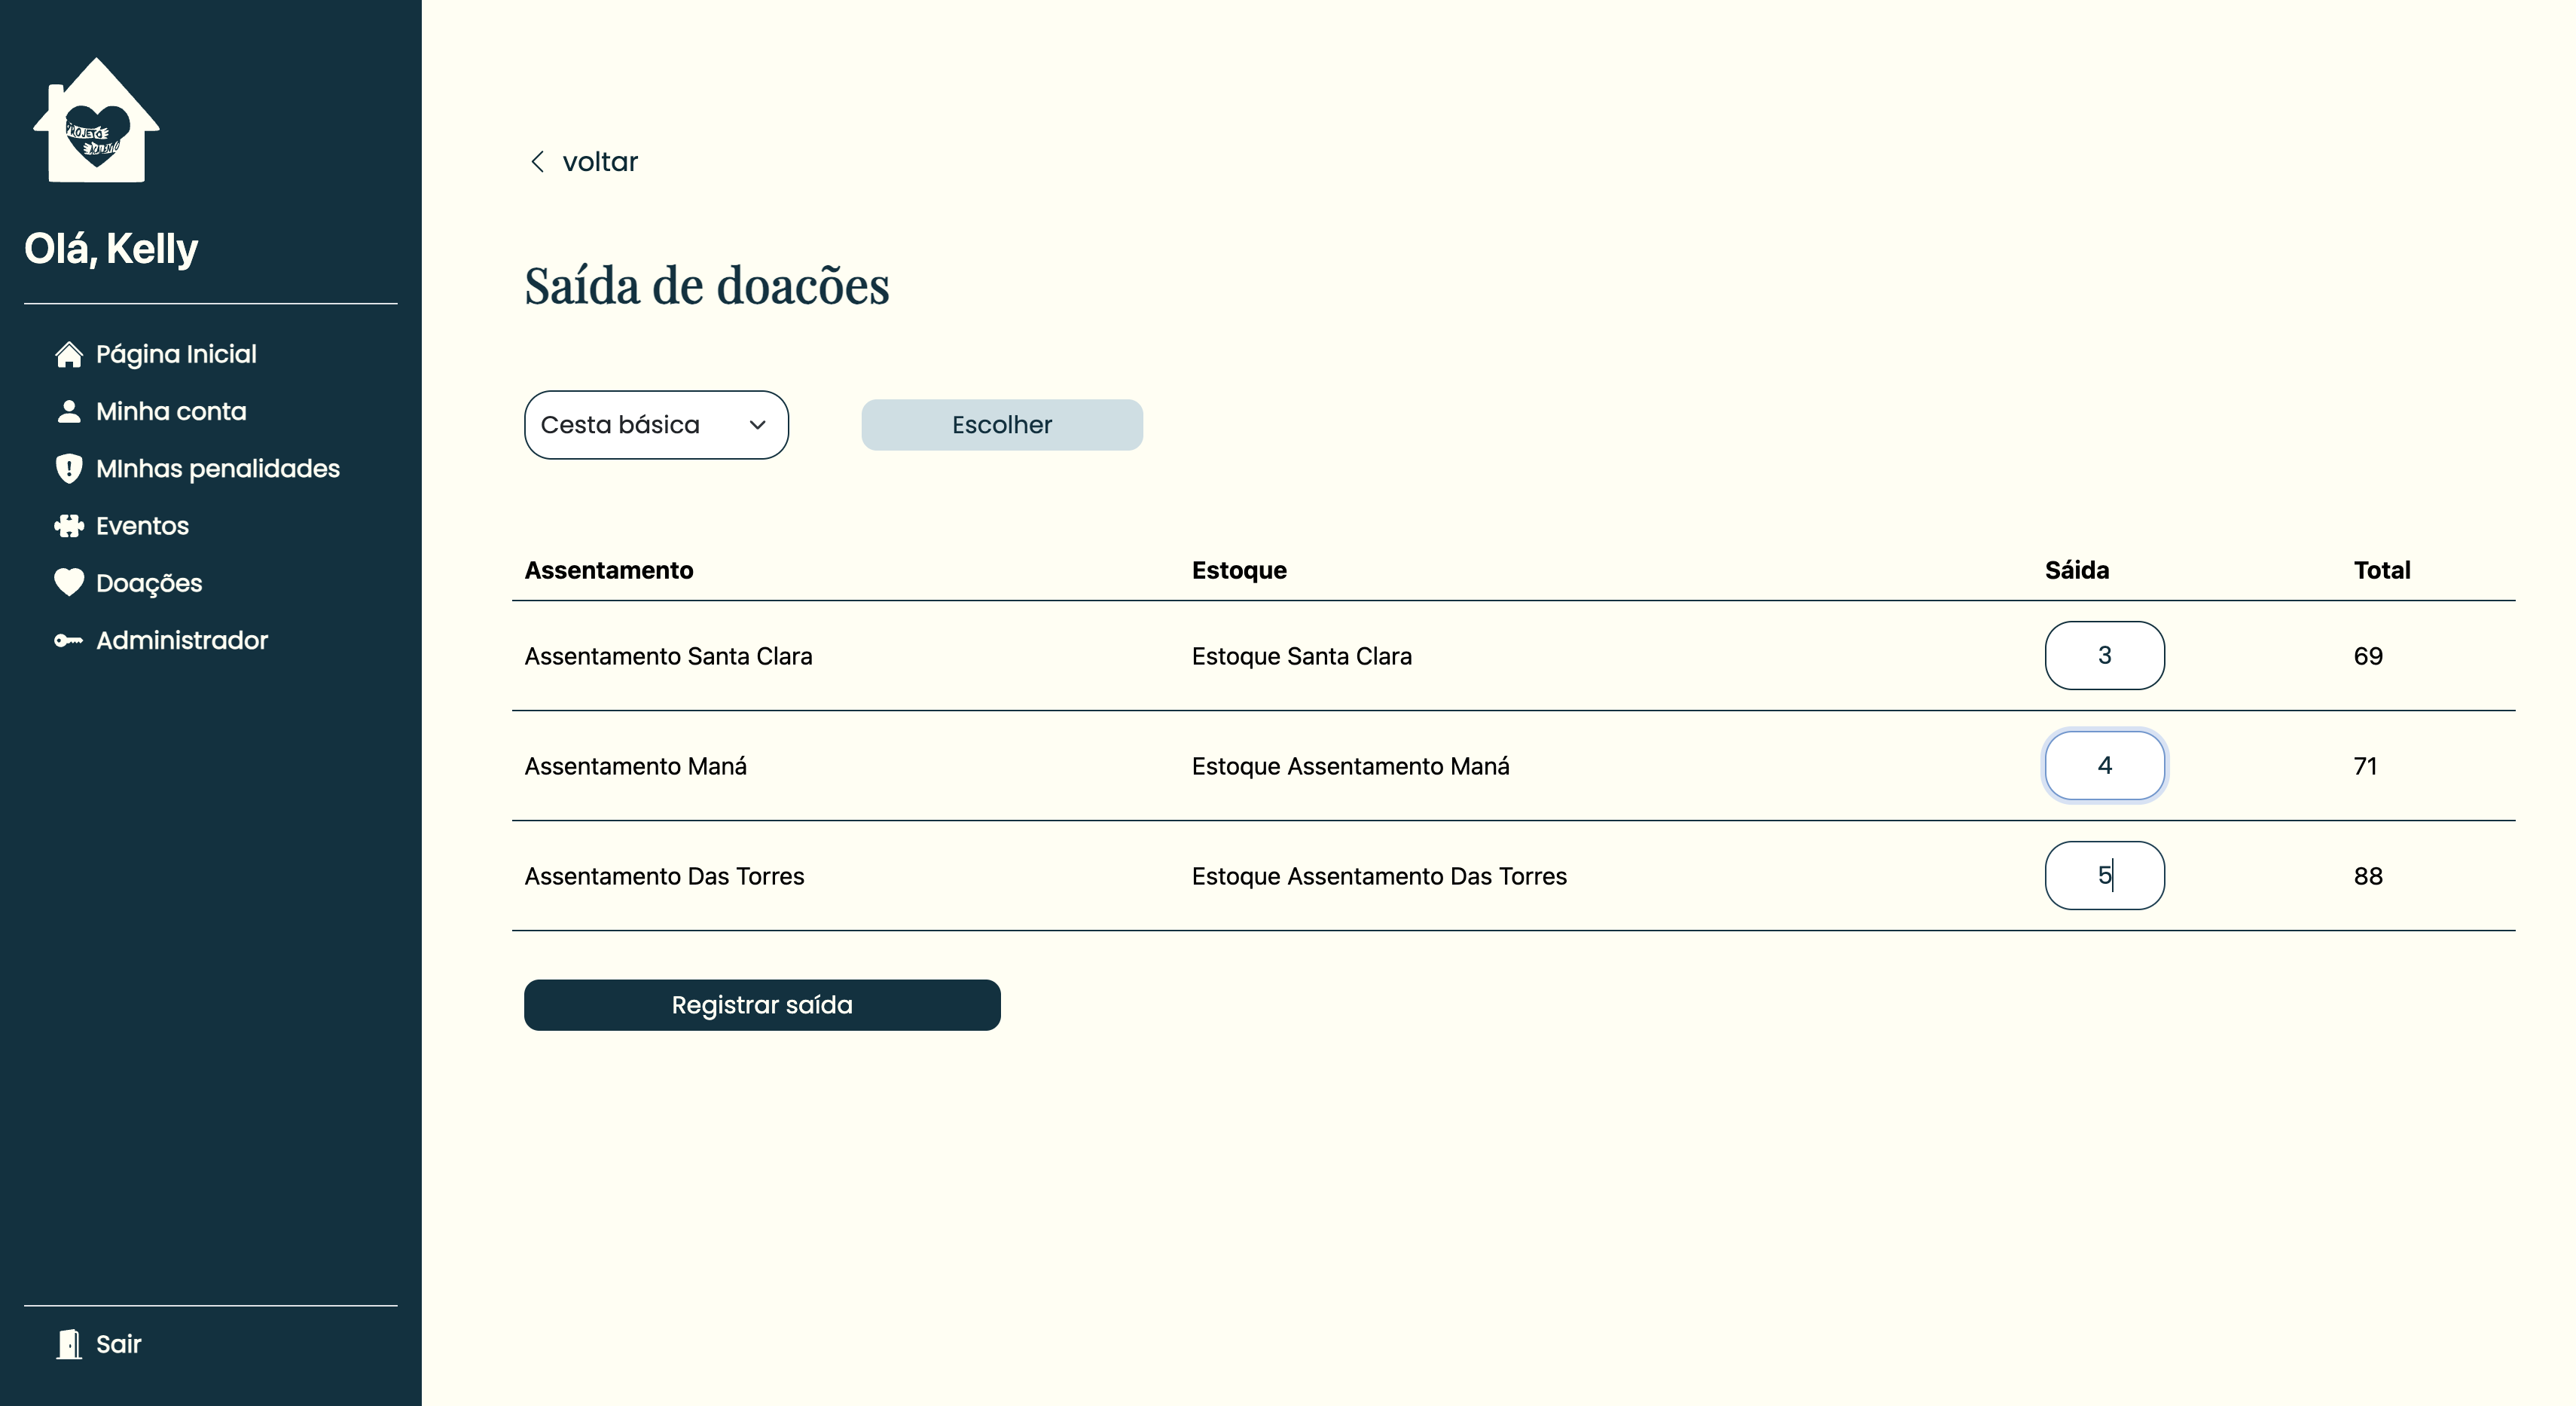 PROJETO
ACALENTO
Olá, Kelly
Página Inicial
Minha conta
MInhas penalidades
Eventos
Doações
Administrador
Sair
voltar
Saída de doacões
Cesta básica
Escolher
Assentamento Estoque Sáida Total
Assentamento Santa Clara Estoque Santa Clara 3 69
Assentamento Maná Estoque Assentamento Maná 4 71
Assentamento Das Torres Estoque Assentamento Das Torres 5 88
Registrar saída